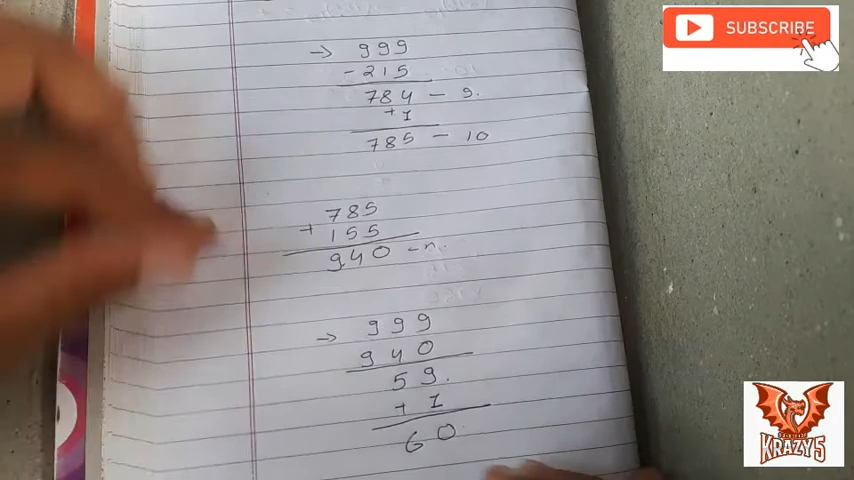 SUBSCRIBE
→ 999
- 215
784 - 9.
+ 1
785 - 10
785
+ 155
940 - n.
→ 999
940
59.
+ 1
60
KRAZY5